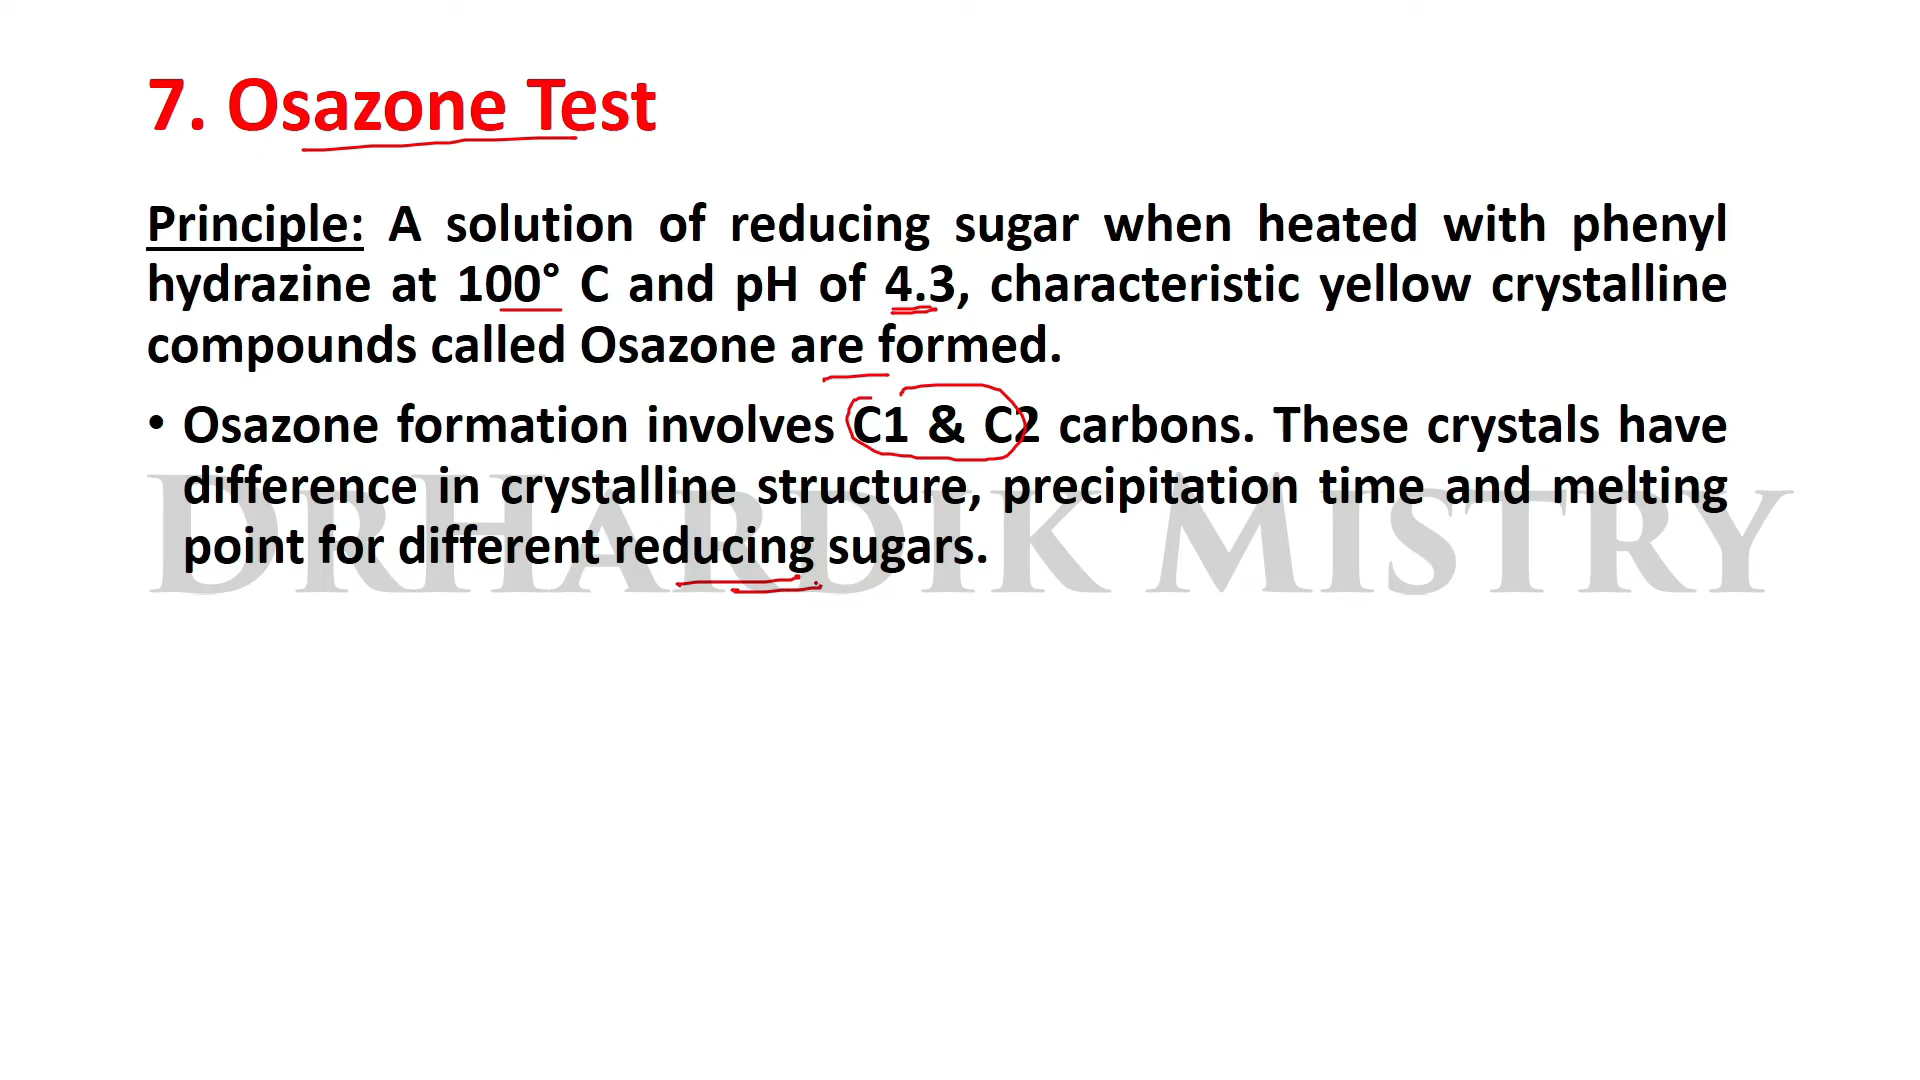 7. Osazone Test
Principle: A solution of reducing sugar when heated with phenyl
hydrazine at 100° C and pH of 4.3, characteristic yellow crystalline
compounds called Osazone are formed.
• Osazone formation involves C1 & C2 carbons. These crystals have
difference in crystalline structure, precipitation time and melting
point for different reducing sugars.
DRHARDIK MISTRY